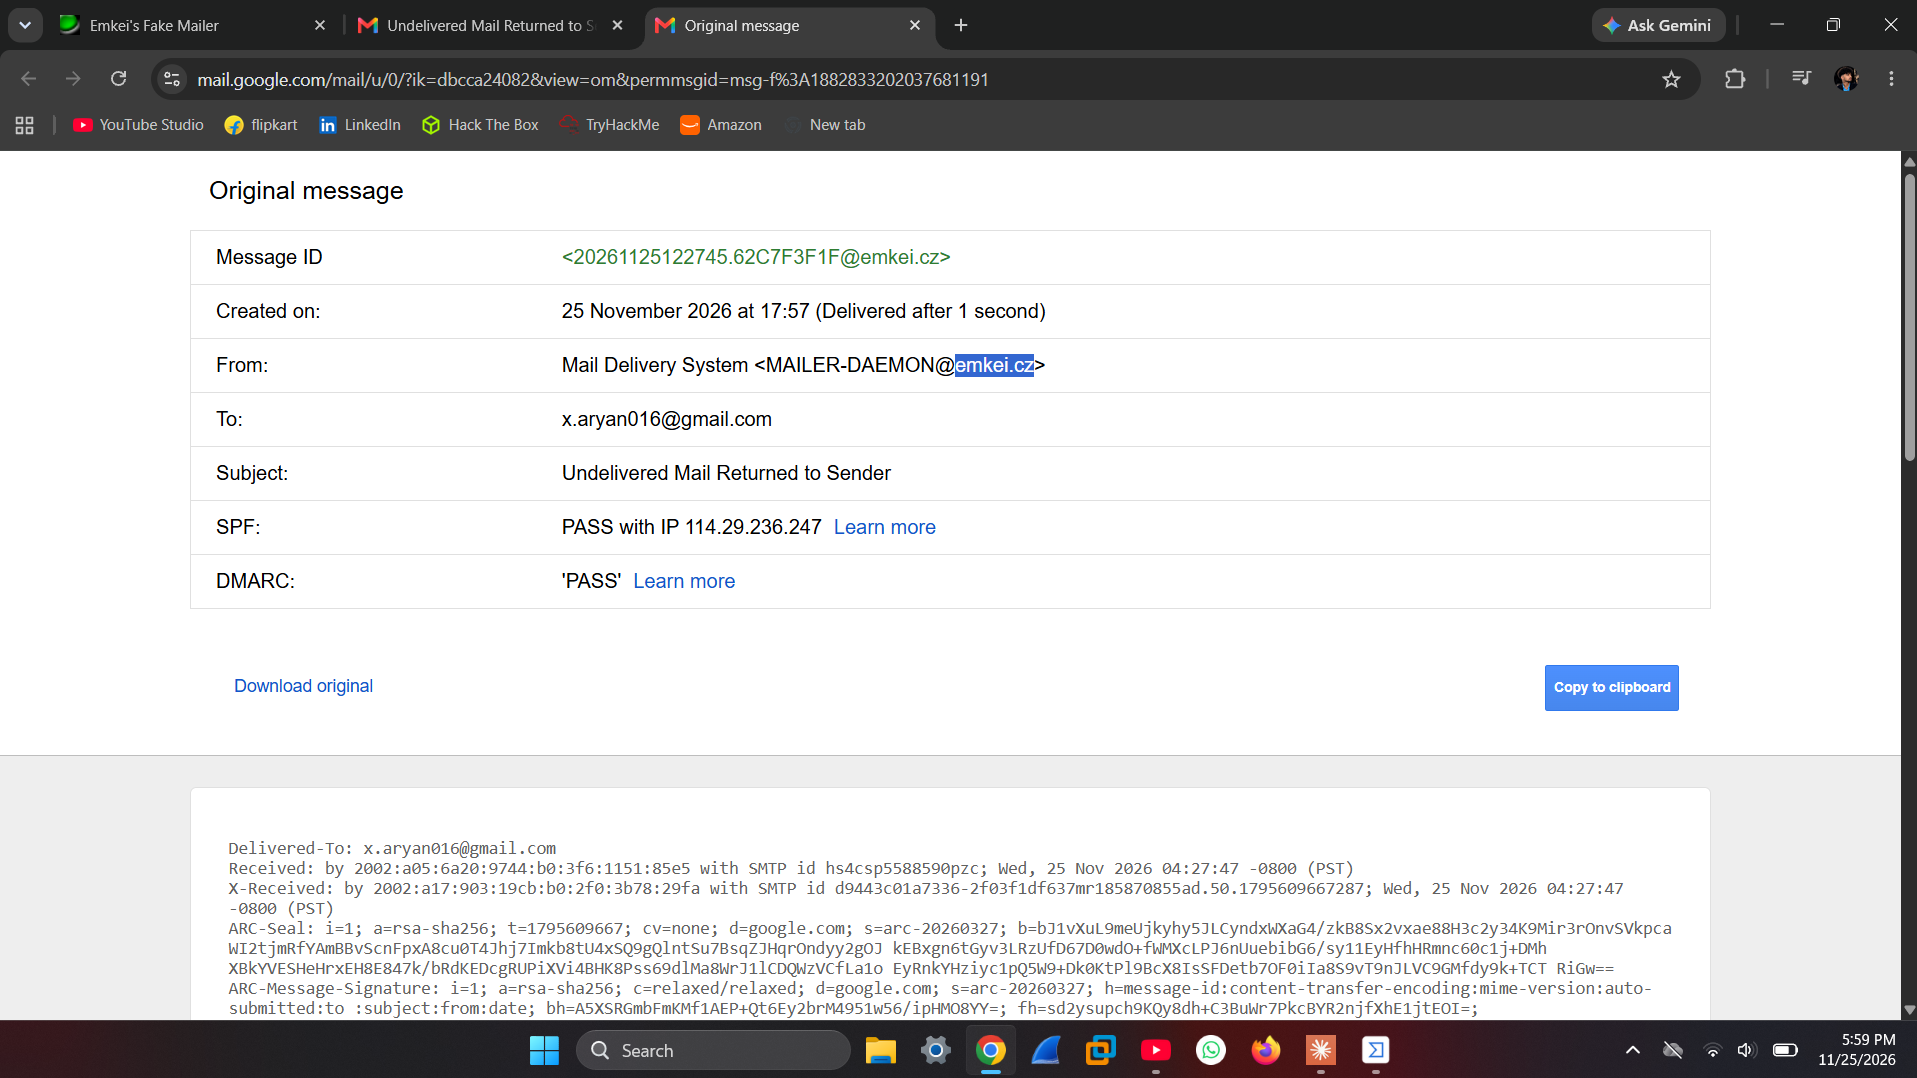 Emkei's Fake Mailer
Undelivered Mail Returned to S
Original message
Ask Gemini
mail.google.com/mail/u/0/?ik=dbcca24082&view=om&permmsgid=msg-f%3A1882833202037681191
YouTube Studio
flipkart
LinkedIn
Hack The Box
TryHackMe
Amazon
New tab
Original message
Message ID <20261125122745.62C7F3F1F@emkei.cz>
Created on: 25 November 2026 at 17:57 (Delivered after 1 second)
From: Mail Delivery System <MAILER-DAEMON@emkei.cz>
To: x.aryan016@gmail.com
Subject: Undelivered Mail Returned to Sender
SPF: PASS with IP 114.29.236.247 Learn more
DMARC: 'PASS' Learn more
Download original
Copy to clipboard
Delivered-To: x.aryan016@gmail.com
Received: by 2002:a05:6a20:9744:b0:3f6:1151:85e5 with SMTP id hs4csp5588590pzc; Wed, 25 Nov 2026 04:27:47 -0800 (PST)
X-Received: by 2002:a17:903:19cb:b0:2f0:3b78:29fa with SMTP id d9443c01a7336-2f03f1df637mr185870855ad.50.1795609667287; Wed, 25 Nov 2026 04:27:47
-0800 (PST)
ARC-Seal: i=1; a=rsa-sha256; t=1795609667; cv=none; d=google.com; s=arc-20260327; b=bJ1vXuL9meUjkyhy5JLCyndxWXaG4/zkB8Sx2vxae88H3c2y34K9Mir3rOnvSVkpca
WI2tjmRfYAmBBvScnFpxA8cu0T4Jhj7Imkb8tU4xSQ9gQlntSu7BsqZJHqrOndyy2gOJ kEBxgn6tGyv3LRzUfD67D0wdO+fWMXcLPJ6nUuebibG6/sy11EyHfhHRmnc60c1j+DMh
XBkYVESHeHrxEH8E847k/bRdKEDcgRUPiXVi4BHK8Pss69dlMa8WrJ1lCDQWzVCfLa1o EyRnkYHziyc1pQ5W9+Dk0KtPl9BcX8IsSFDetb7OF0iIa8S9vT9nJLVC9GMfdy9k+TCT RiGw==
ARC-Message-Signature: i=1; a=rsa-sha256; c=relaxed/relaxed; d=google.com; s=arc-20260327; h=message-id:content-transfer-encoding:mime-version:auto-
submitted:to :subject:from:date; bh=A5XSRGmbFmKMf1AEP+Qt6Ey2brM4951w56/ipHMO8YY=; fh=sd2ysupch9KQy8dh+C3BuWr7PkcBYR2njfXhE1jtEOI=;
Search
5:59 PM
11/25/2026